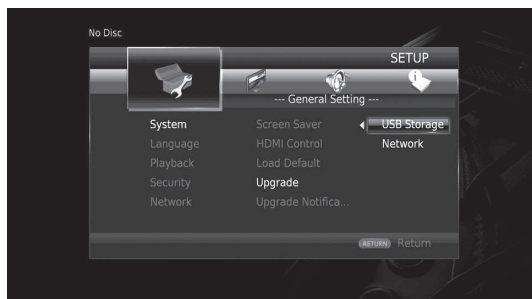 No Disc
SETUP
--- General Setting ---
System
Screen Saver
USB Storage
Language
HDMI Control
Network
Playback
Load Default
Security
Upgrade
Network
Upgrade Notifica...
RETURN Return